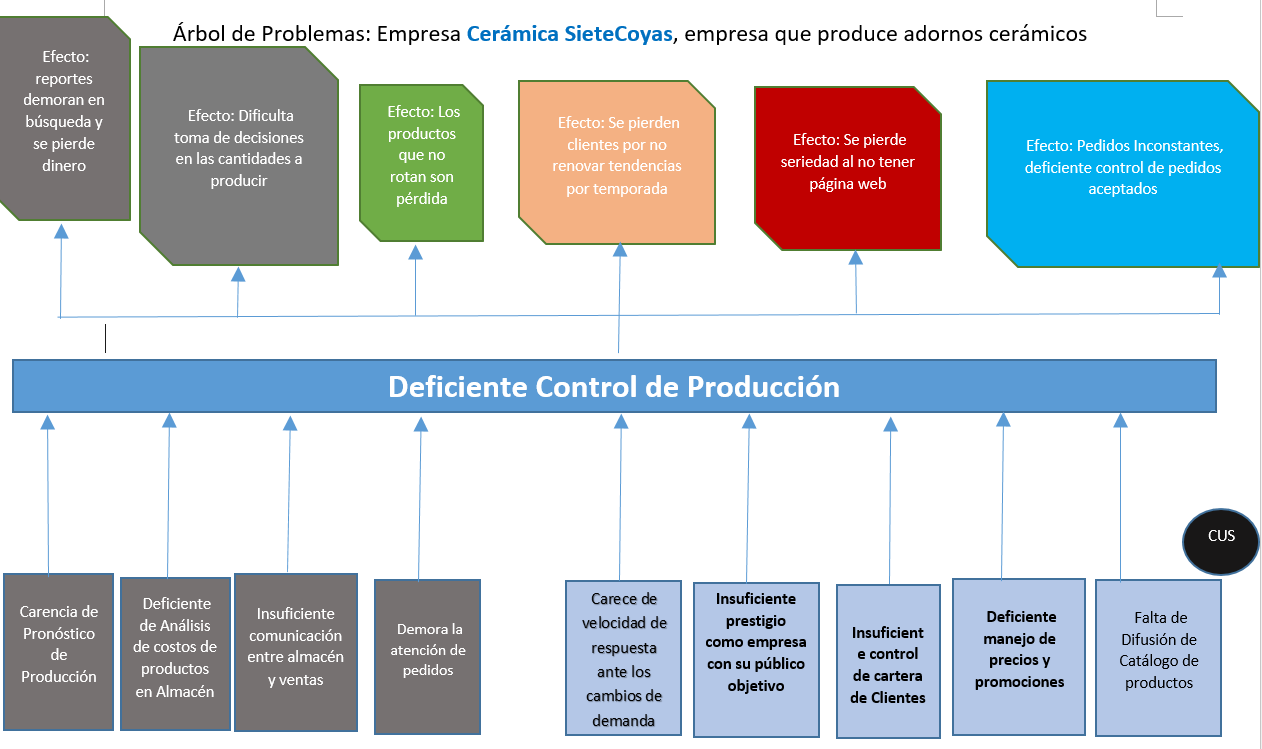 Árbol de Problemas: Empresa Cerámica SieteCoyas, empresa que produce adornos cerámicos
Efecto:
reportes
demoran en
búsqueda y
se pierde
dinero
Efecto: Dificulta
toma de decisiones
en las cantidades a
producir
Efecto: Los
productos
que no
rotan son
pérdida
Efecto: Se pierden
clientes por no
renovar tendencias
por temporada
Efecto: Se pierde
seriedad al no tener
página web
Efecto: Pedidos Inconstantes,
deficiente control de pedidos
aceptados
Deficiente Control de Producción
CUS
Carencia de
Pronóstico
de
Producción
Deficiente
de Análisis
de costos de
productos
en Almacén
Insuficiente
comunicación
entre almacén
y ventas
Demora la
atención de
pedidos
Carece de
velocidad de
respuesta
ante los
cambios de
demanda
Insuficiente
prestigio
como empresa
con su público
objetivo
Insuficient
e control
de cartera
de Clientes
Deficiente
manejo de
precios y
promociones
Falta de
Difusión de
Catálogo de
productos